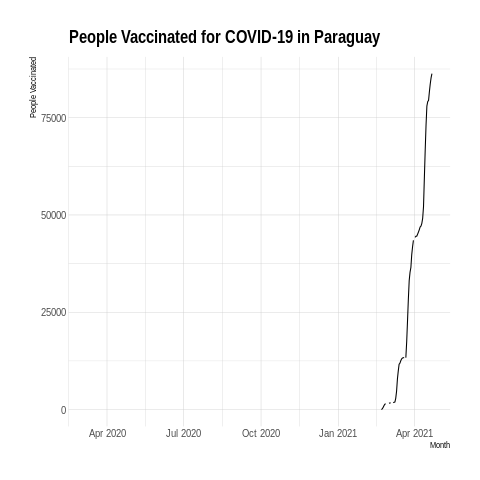 People Vaccinated for COVID-19 in Paraguay
People Vaccinated
75000
50000
25000
0
Apr 2020 Jul 2020 Oct 2020 Jan 2021 Apr 2021
Month